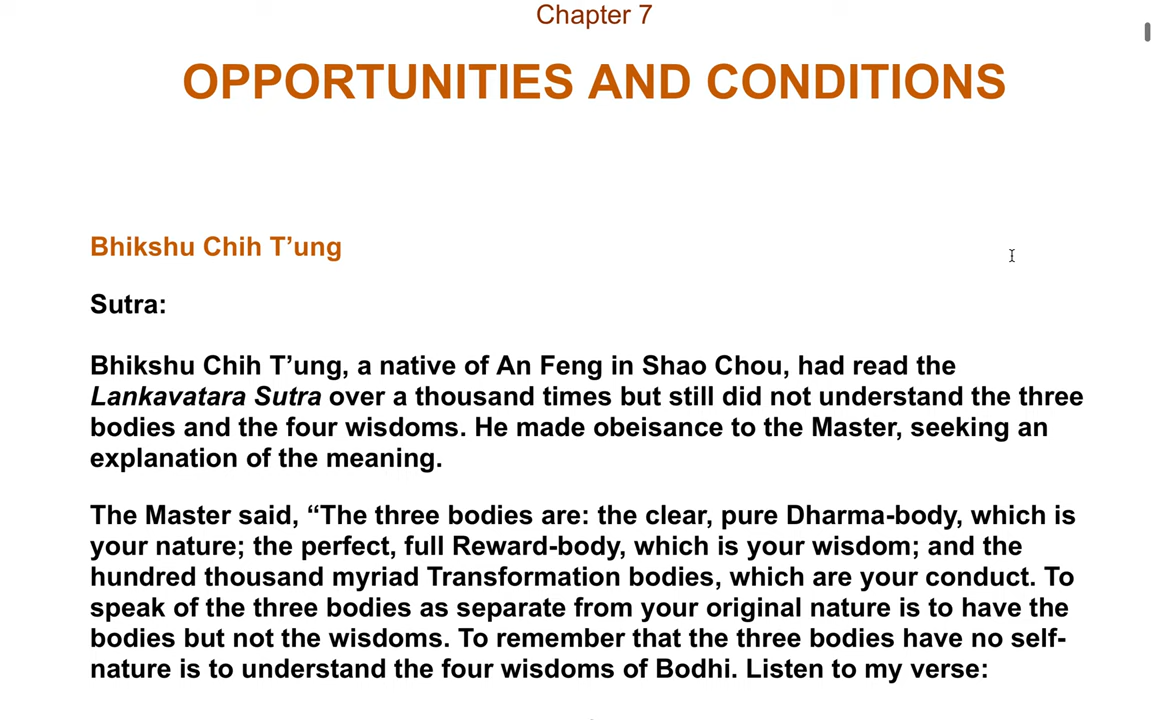 Chapter 7
OPPORTUNITIES AND CONDITIONS
Bhikshu Chih T’ung
Sutra:
Bhikshu Chih T’ung, a native of An Feng in Shao Chou, had read the
Lankavatara Sutra over a thousand times but still did not understand the three
bodies and the four wisdoms. He made obeisance to the Master, seeking an
explanation of the meaning.
The Master said, “The three bodies are: the clear, pure Dharma-body, which is
your nature; the perfect, full Reward-body, which is your wisdom; and the
hundred thousand myriad Transformation bodies, which are your conduct. To
speak of the three bodies as separate from your original nature is to have the
bodies but not the wisdoms. To remember that the three bodies have no self-
nature is to understand the four wisdoms of Bodhi. Listen to my verse: